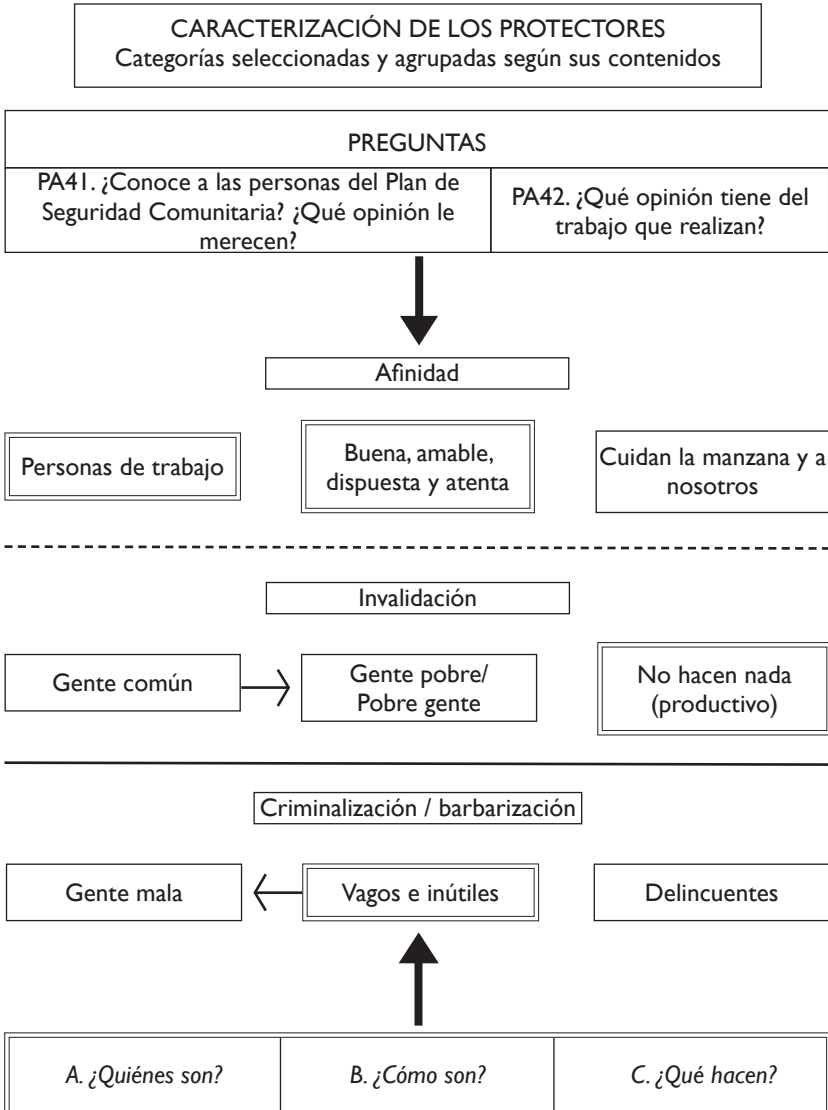 CARACTERIZACIÓN DE LOS PROTECTORES
Categorías seleccionadas y agrupadas según sus contenidos
PREGUNTAS
PA41. ¿Conoce a las personas del Plan de
Seguridad Comunitaria? ¿Qué opinión le
merecen?
PA42. ¿Qué opinión tiene del
trabajo que realizan?
Afinidad
Personas de trabajo
Buena, amable,
dispuesta y atenta
Cuidan la manzana y a
nosotros
Invalidación
Gente común
Gente pobre/
Pobre gente
No hacen nada
(productivo)
Criminalización / barbarización
Gente mala
Vagos e inútiles
Delincuentes
A. ¿Quiénes son?
B. ¿Cómo son?
C. ¿Qué hacen?